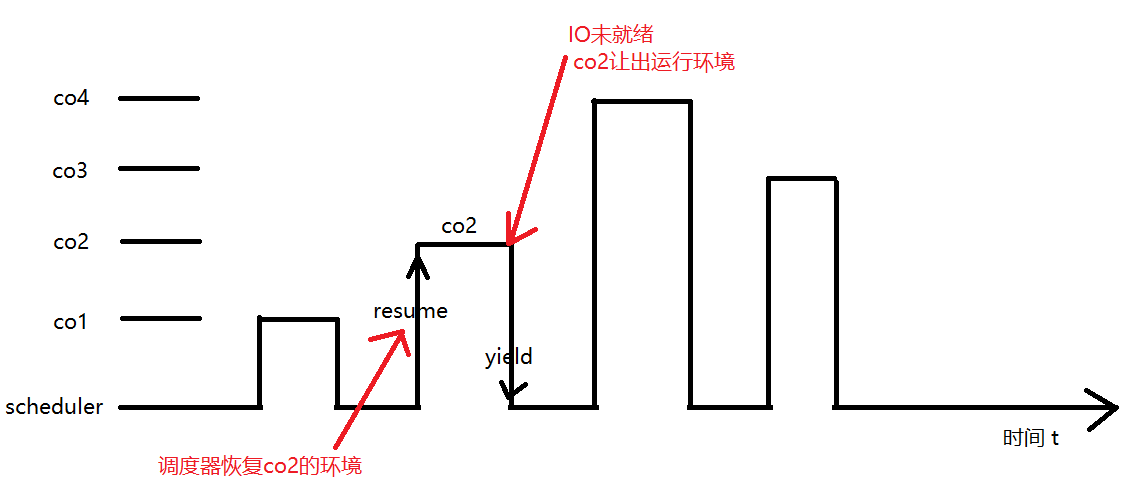 IO未就绪
co2让出运行环境
co4
co3
co2
co2
resume
co1
yield
scheduler
时间 t
调度器恢复co2的环境